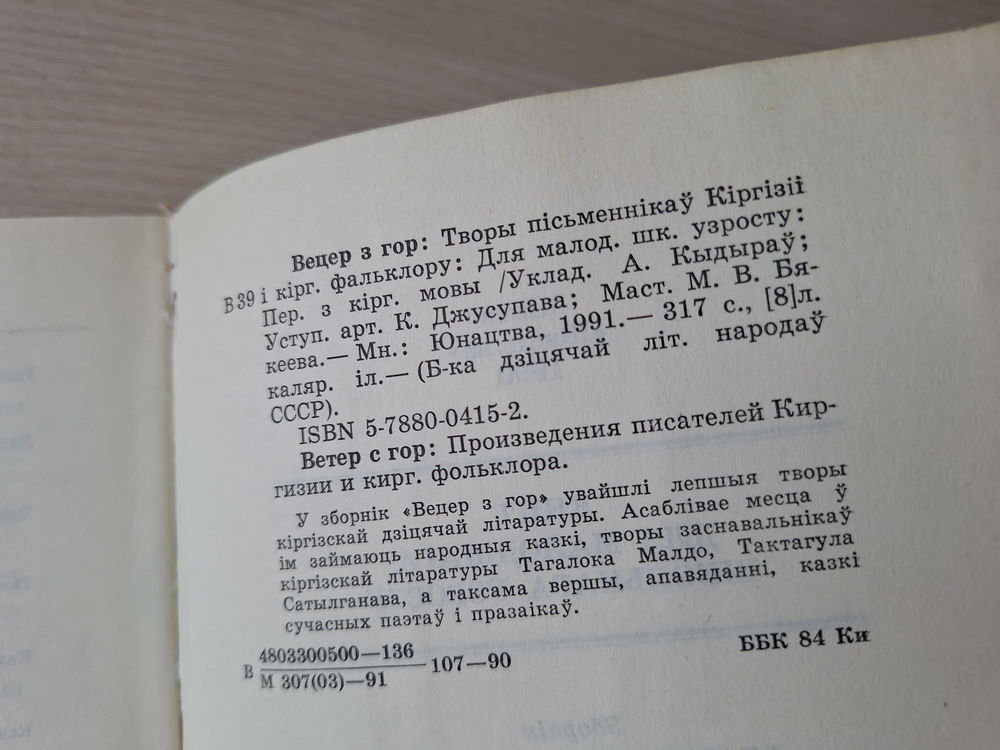 Вецер з гор: Творы пісьменнікаў Кіргізіі
В 39 і кірг. фальклору: Для малод. шк. узросту:
Пер. з кірг. мовы /Уклад. А. Кыдыраў;
Уступ. арт. К. Джусупава; Маст. М. В. Бя-
кеева.— Мн.: Юнацтва, 1991.— 317 с., [8]л.
каляр. іл.— (Б-ка дзіцячай літ. народаў
СССР).
ISBN 5-7880-0415-2.
Ветер с гор: Произведения писателей Кир-
гизии и кирг. фольклора.
У зборнік «Вецер з гор» увайшлі лепшыя творы
кіргізскай дзіцячай літаратуры. Асаблівае месца ў
ім займаюць народныя казкі, творы заснавальнікаў
кіргізскай літаратуры Тагалока Малдо, Тактагула
Сатылганава, а таксама вершы, апавяданні, казкі
сучасных паэтаў і празаікаў.
В 4803300500—136 107—90
М 307(03)—91
ББК 84 Ки
Зборнік